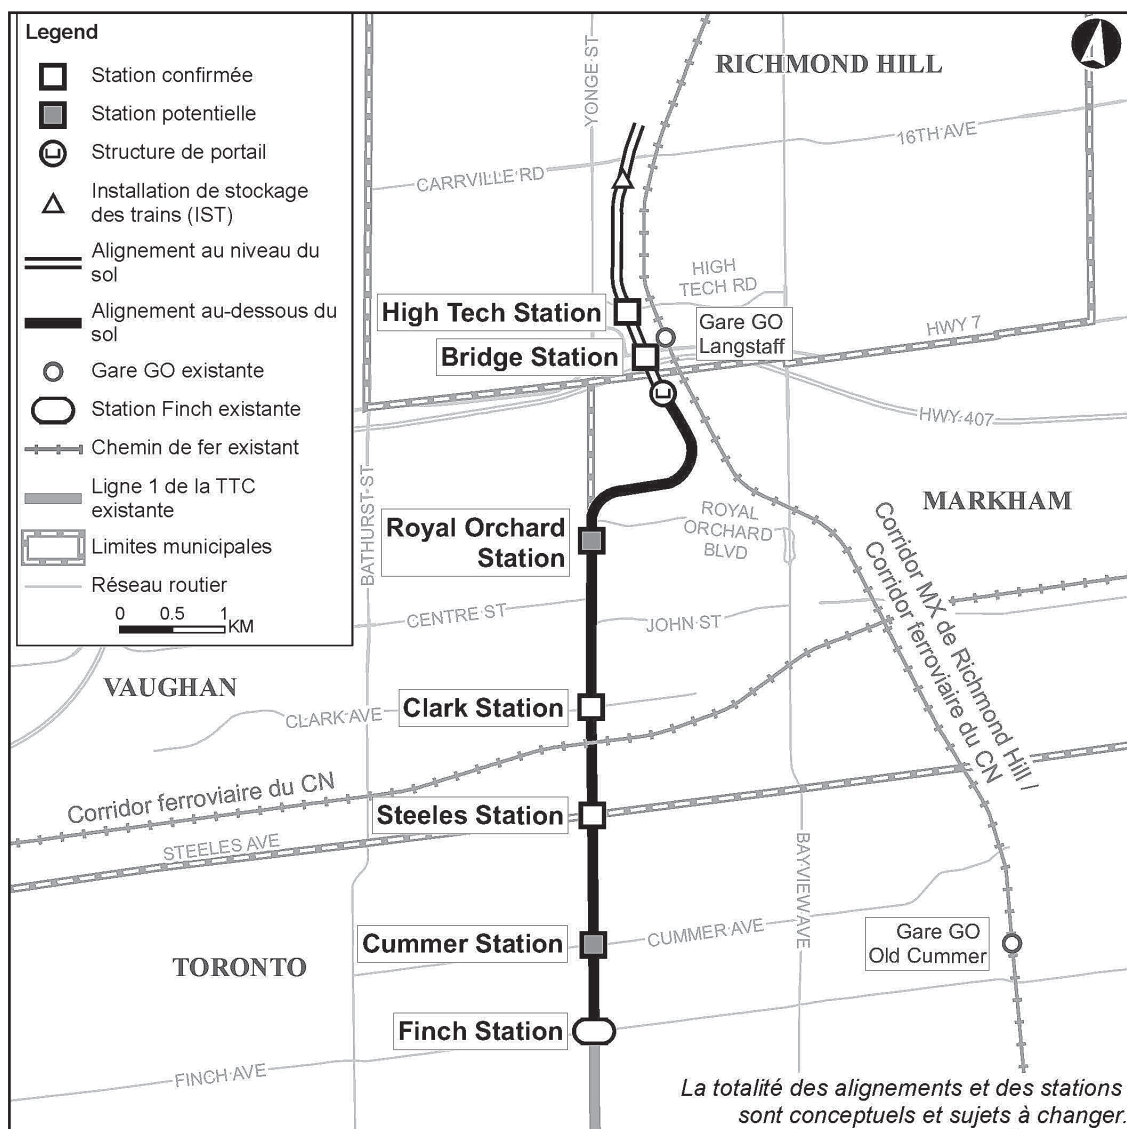 Legend
Station confirmée
Station potentielle
Structure de portail
Installation de stockage
des trains (IST)
Alignement au niveau du
sol
Alignement au-dessous du
sol
Gare GO existante
Station Finch existante
Chemin de fer existant
Ligne 1 de la TTC
existante
Limites municipales
Réseau routier
0 0.5 1
KM
YONGE ST
RICHMOND HILL
16TH AVE
CARRVILLE RD
HIGH
TECH RD
High Tech Station
Gare GO
Langstaff
HWY 7
Bridge Station
HWY 407
BATHURST ST
MARKHAM
ROYAL
ORCHARD
BLVD
Royal Orchard
Station
Corridor MX de Richmond Hill /
Corridor ferroviaire du CN
CENTRE ST
JOHN ST
VAUGHAN
CLARK AVE
Clark Station
Corridor ferroviaire du CN
Steeles Station
STEELES AVE
BAYVIEW AVE
Cummer Station
CUMMER AVE
Gare GO
Old Cummer
TORONTO
Finch Station
FINCH AVE
La totalité des alignements et des stations
sont conceptuels et sujets à changer.